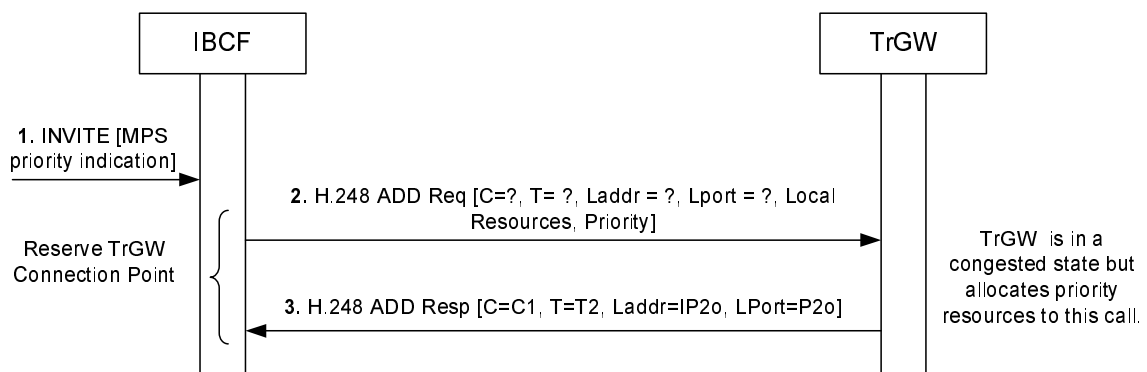 IBCF
TrGW
1. INVITE [MPS
priority indication]
2. H.248 ADD Req [C=?, T= ?, Laddr = ?, Lport = ?, Local
Resources, Priority]
Reserve TrGW
Connection Point
TrGW is in a
congested state but
allocates priority
resources to this call.
3. H.248 ADD Resp [C=C1, T=T2, Laddr=IP2o, LPort=P2o]